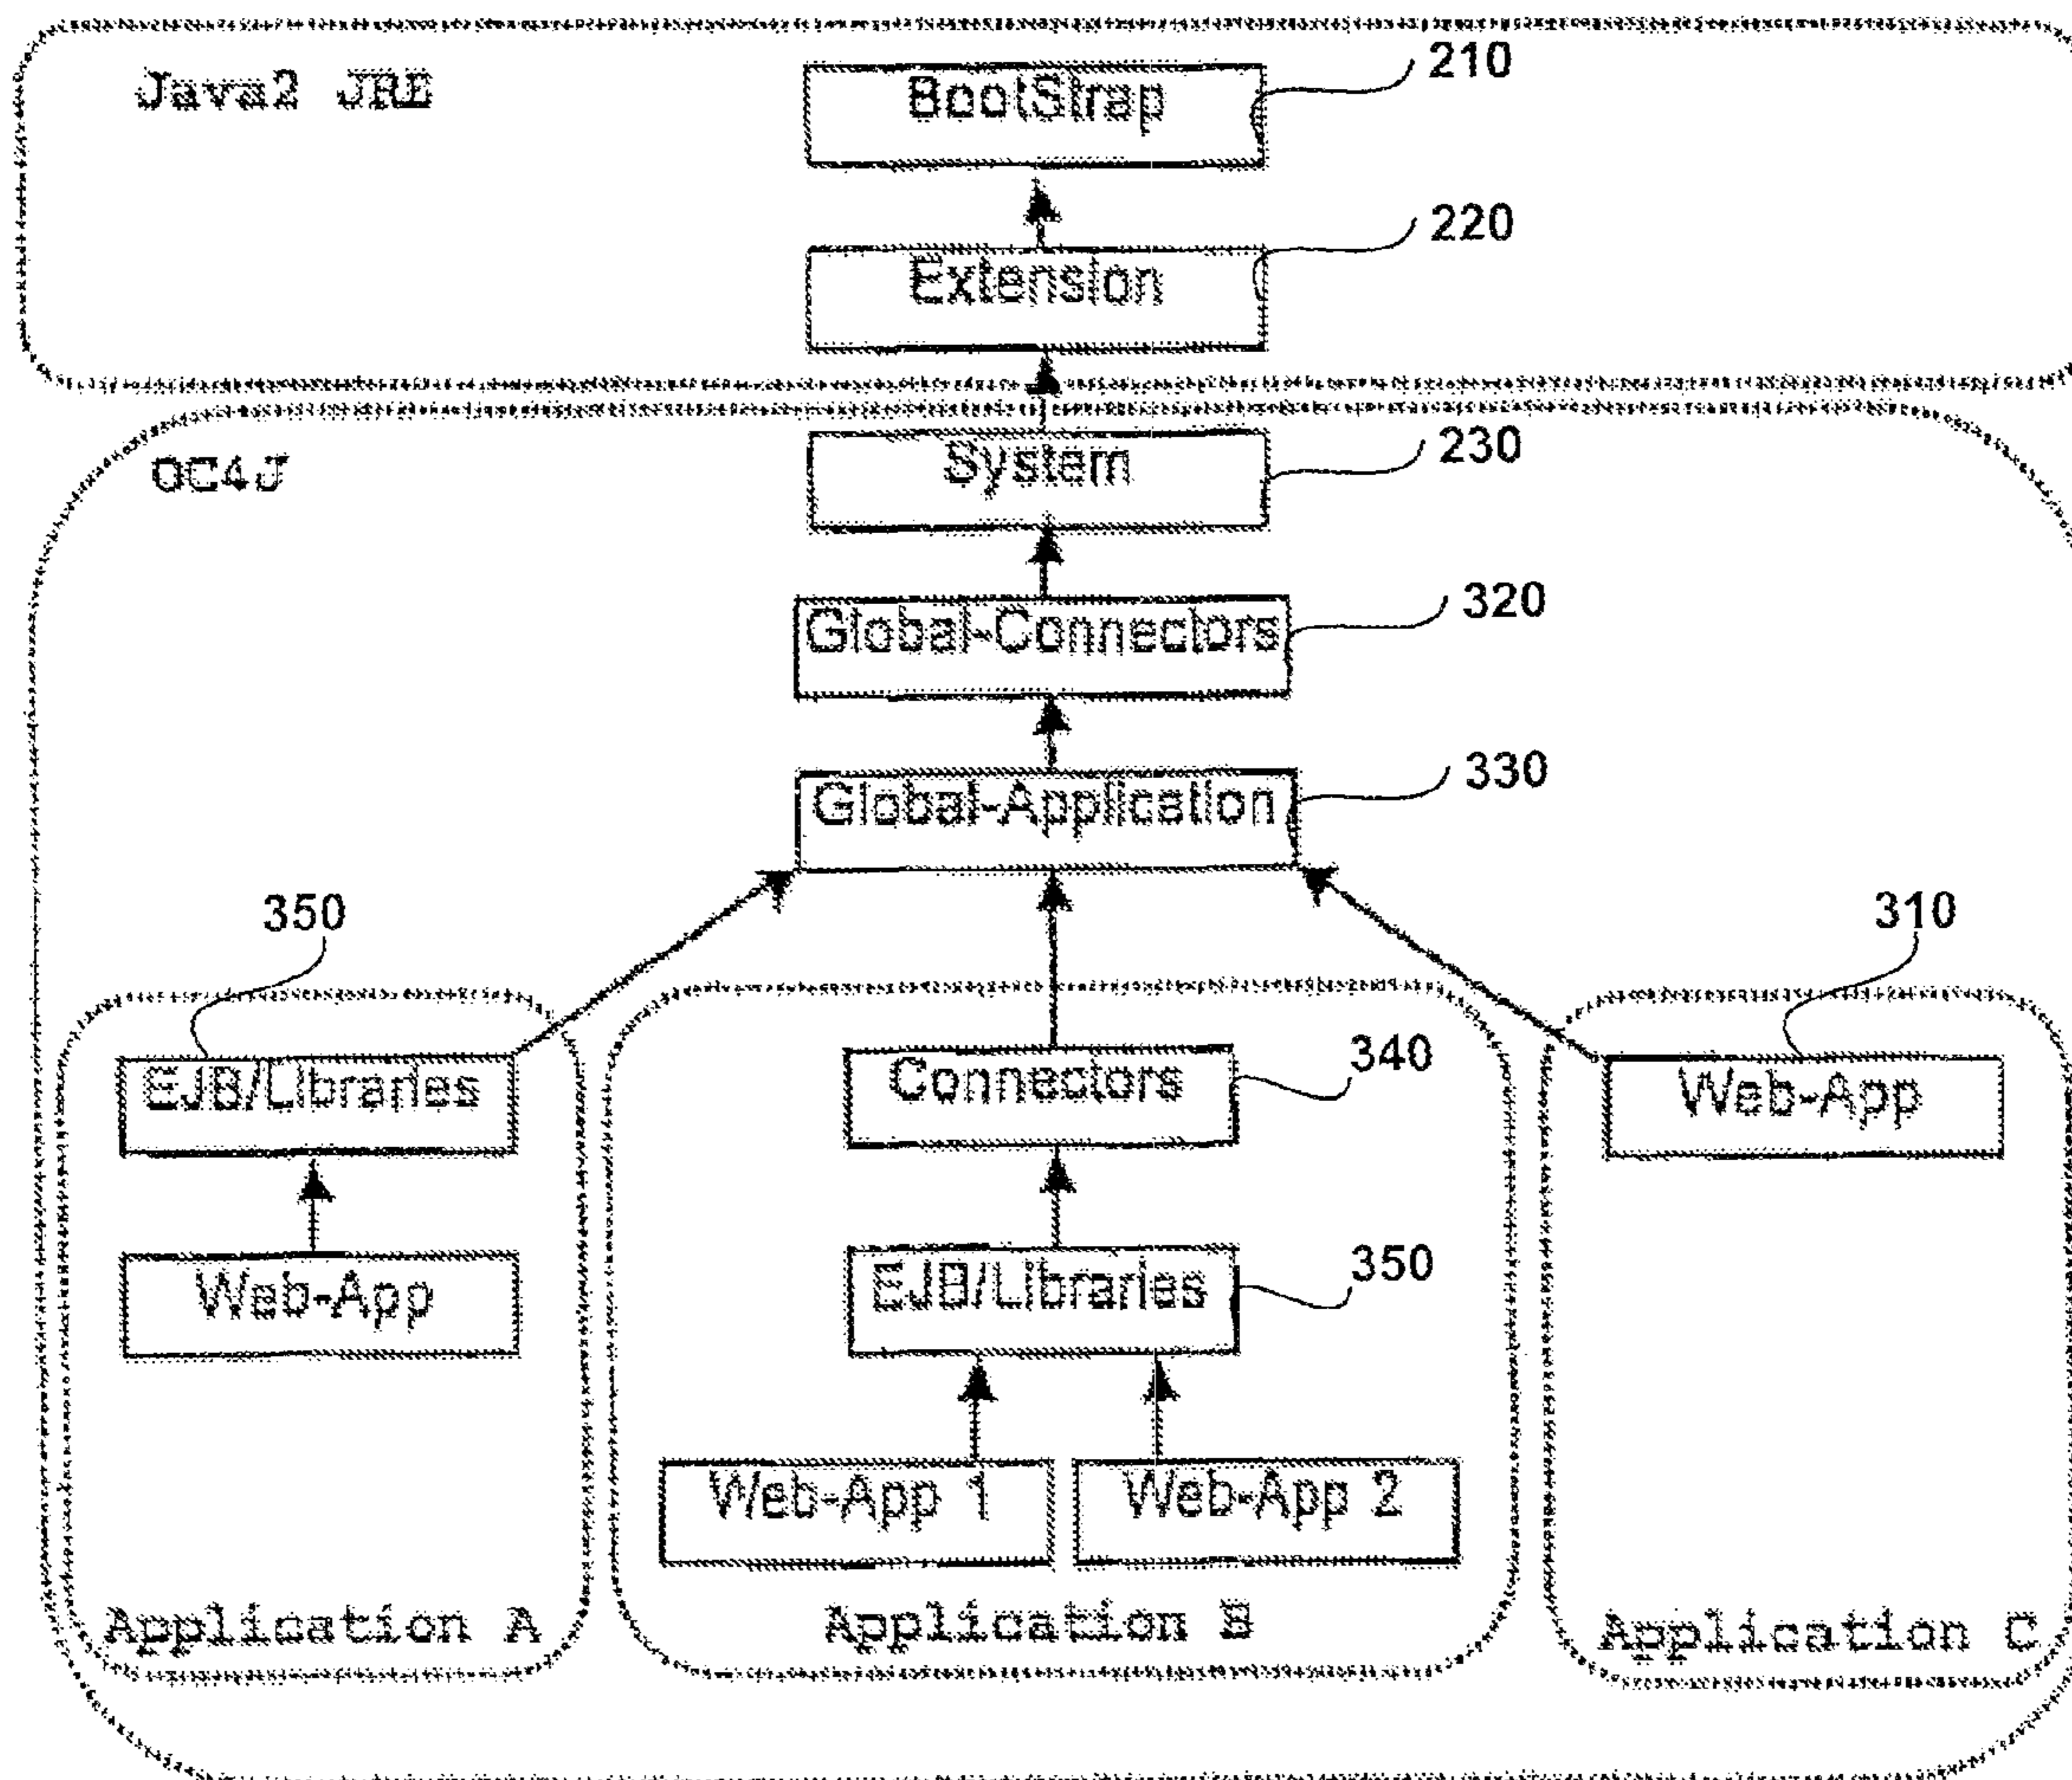 Java2 JRE
BootStrap
210
Extension
220
OC4J
System
230
Global-Connectors
320
Global-Application
330
350
310
EJB/Libraries
Connectors
340
Web-App
Web-App
EJB/Libraries
350
Web-App 1
Web-App 2
Application A
Application B
Application C